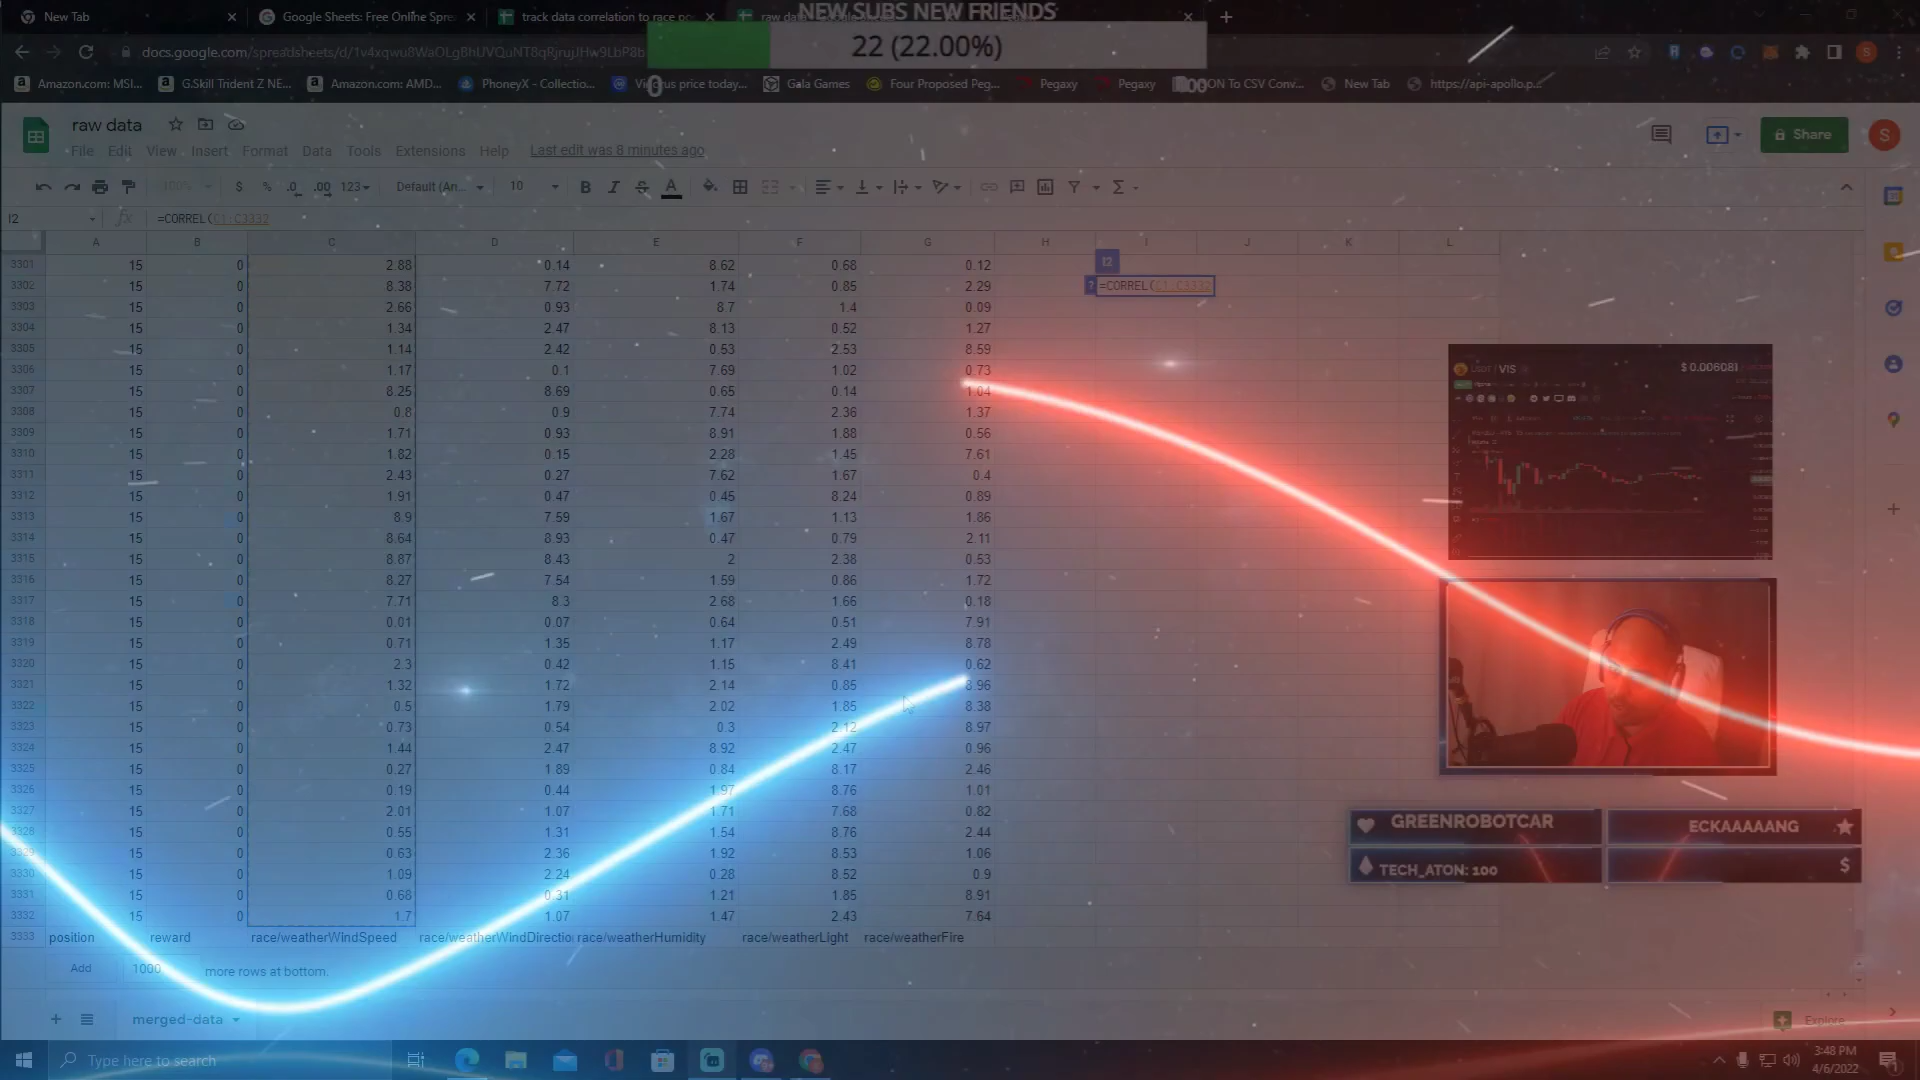 NEW SUBS NEW FRIENDS
22 (22.00%)
0
New Tab
Google Sheets: Free Online Spre
track data correlation to race po
Amazon.com: MSI...
G.Skill Trident Z NE...
Amazon.com: AMD...
PhoneyX - Collectio...
price today...
Gala Games
Four Proposed Peg...
Pegaxy
Pegaxy
To CSV Conv...
New Tab
https://api-apollo.p...
raw data
File Edit View Insert Format Data Tools Extensions Help Last edit was 8 minutes ago
Share
S
100% $ % .0 .00 123 Default (Ari... 10 B I S A
I2 fx =CORREL(C1:C3332
A B C D E F G H I J K L
I2
? =CORREL(C1:C3332
3301 15 0 2.88 0.14 8.62 0.68 0.12
3302 15 0 8.38 7.72 1.74 0.85 2.29
3303 15 0 2.66 0.93 8.7 1.4 0.09
3304 15 0 1.34 2.47 8.13 0.52 1.27
3305 15 0 1.14 2.42 0.53 2.53 8.59
3306 15 0 1.17 0.1 7.69 1.02 0.73
3307 15 0 8.25 8.69 0.65 0.14 1.04
3308 15 0 0.8 0.9 7.74 2.36 1.37
3309 15 0 1.71 0.93 8.91 1.88 0.56
3310 15 0 1.82 0.15 2.28 1.45 7.61
3311 15 0 2.43 0.27 7.62 1.67 0.4
3312 15 0 1.91 0.47 0.45 8.24 0.89
3313 15 0 8.9 7.59 1.67 1.13 1.86
3314 15 0 8.64 8.93 0.47 0.79 2.11
3315 15 0 8.87 8.43 2 2.38 0.53
3316 15 0 8.27 7.54 1.59 0.86 1.72
3317 15 0 7.71 8.3 2.68 1.66 0.18
3318 15 0 0.01 0.07 0.64 0.51 7.91
3319 15 0 0.71 1.35 1.17 2.49 8.78
3320 15 0 2.3 0.42 1.15 8.41 0.62
3321 15 0 1.32 1.72 2.14 0.85 8.96
3322 15 0 0.5 1.79 2.02 1.85 8.38
3323 15 0 0.73 0.54 0.3 2.12 8.97
3324 15 0 1.44 2.47 8.92 2.47 0.96
3325 15 0 0.27 1.89 0.84 8.17 2.46
3326 15 0 0.19 0.44 1.97 8.76 1.01
3327 15 0 2.01 1.07 1.71 7.68 0.82
3328 15 0 0.55 1.31 1.54 8.76 2.44
3329 15 0 0.63 2.36 1.92 8.53 1.06
3330 15 0 1.09 2.24 0.28 8.52 0.9
3331 15 0 0.68 0.31 1.21 1.85 8.91
3332 15 0 1.7 1.07 1.47 2.43 7.64
3333 position reward race/weatherWindSpeed race/weatherWindDirectio race/weatherHumidity race/weatherLight race/weatherFire
Add 1000 more rows at bottom.
merged-data
Explore
/ VIS
$ 0.006081
GREENROBOTCAR
ECKAAAAANG
TECH_ATON: 100
$
Type here to search
3:48 PM
4/6/2022